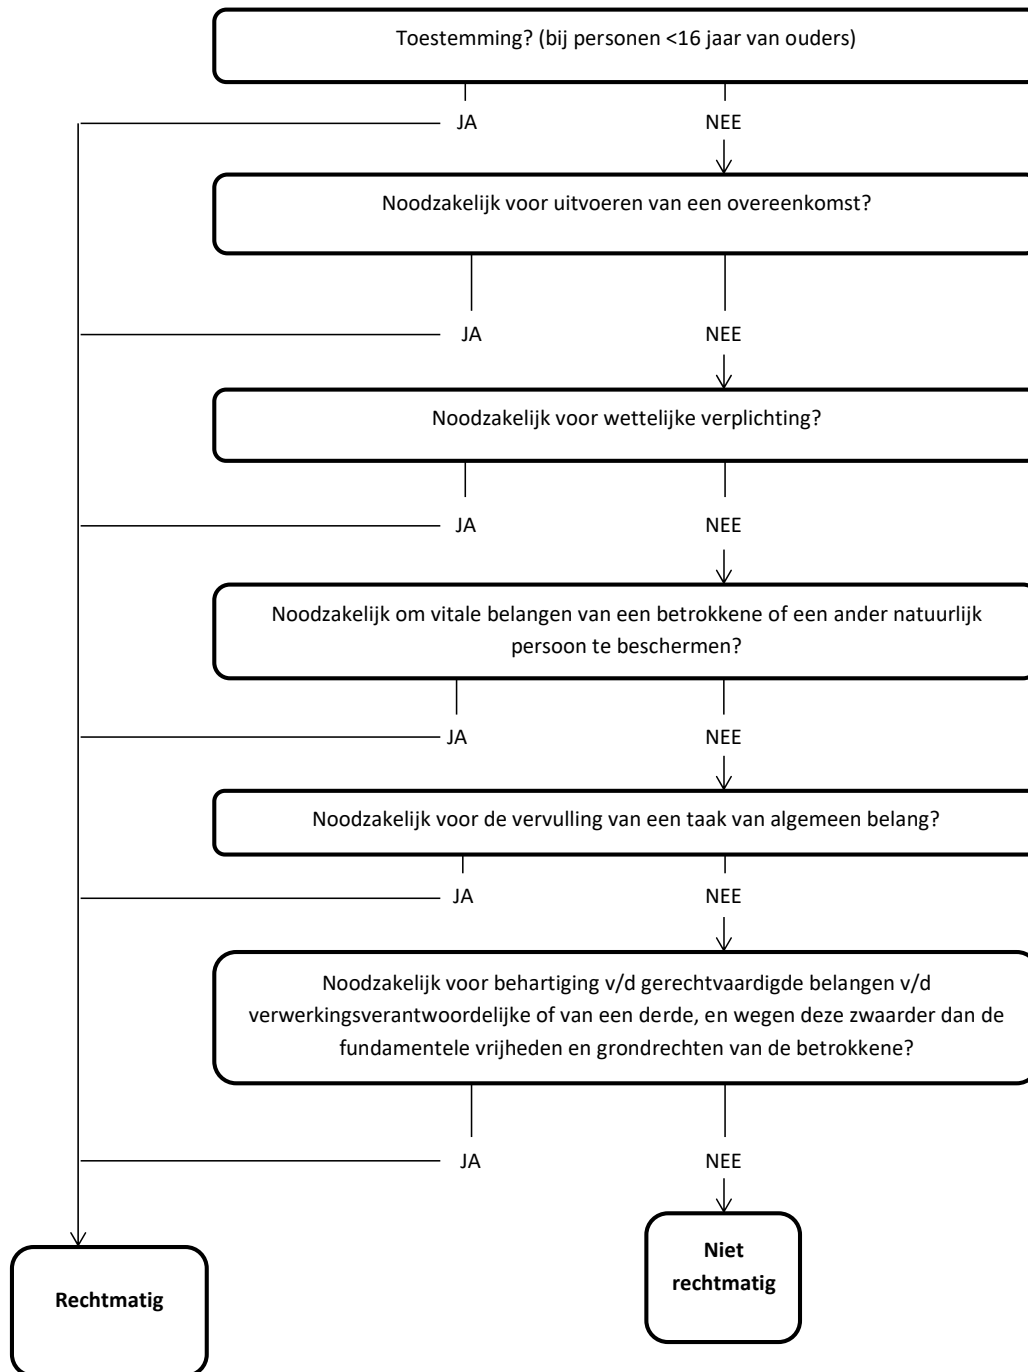 Toestemming? (bij personen <16 jaar van ouders)
JA NEE
Noodzakelijk voor uitvoeren van een overeenkomst?
JA NEE
Noodzakelijk voor wettelijke verplichting?
JA NEE
Noodzakelijk om vitale belangen van een betrokkene of een ander natuurlijk
persoon te beschermen?
JA NEE
Noodzakelijk voor de vervulling van een taak van algemeen belang?
JA NEE
Noodzakelijk voor behartiging v/d gerechtvaardigde belangen v/d
verwerkingsverantwoordelijke of van een derde, en wegen deze zwaarder dan de
fundamentele vrijheden en grondrechten van de betrokkene?
JA NEE
Niet
rechtmatig
Rechtmatig